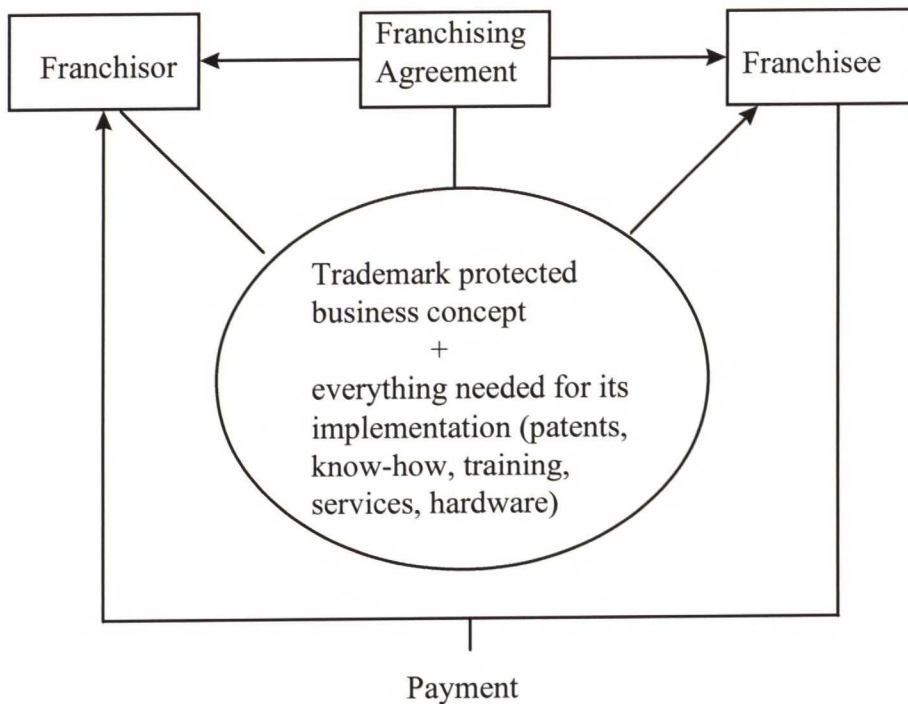 Franchisor
Franchising
Agreement
Franchisee
Trademark protected
business concept
+
everything needed for its
implementation (patents,
know-how, training,
services, hardware)
Payment